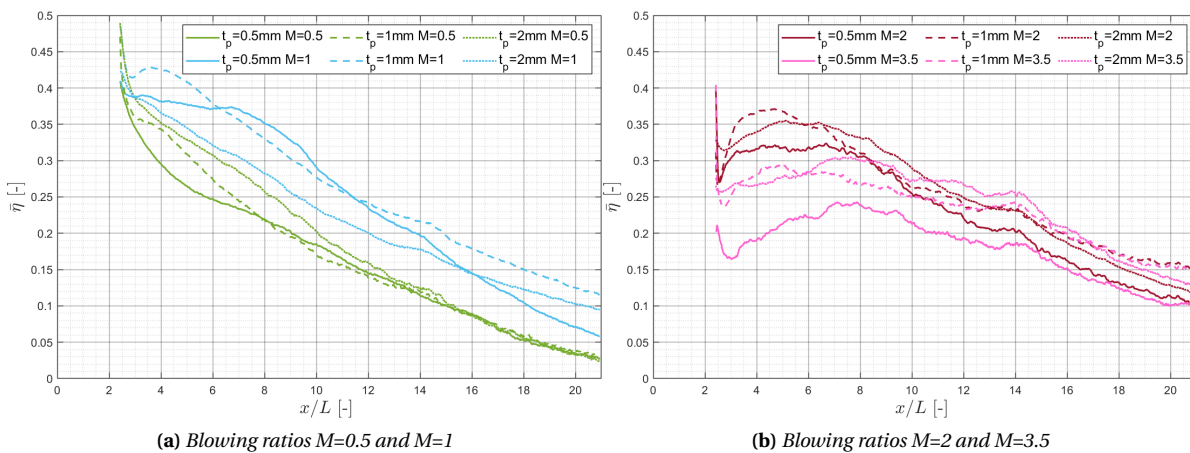 0.5
0.45
0.4
0.35
0.3
0.25
0.2
0.15
0.1
0.05
0
η̄ [-]
t_p=0.5mm M=0.5 t_p=1mm M=0.5 t_p=2mm M=0.5
t_p=0.5mm M=1 t_p=1mm M=1 t_p=2mm M=1
0 2 4 6 8 10 12 14 16 18 20
x/L [-]
(a) Blowing ratios M=0.5 and M=1
0.5
0.45
0.4
0.35
0.3
0.25
0.2
0.15
0.1
0.05
0
η̄ [-]
t_p=0.5mm M=2 t_p=1mm M=2 t_p=2mm M=2
t_p=0.5mm M=3.5 t_p=1mm M=3.5 t_p=2mm M=3.5
0 2 4 6 8 10 12 14 16 18 20
x/L [-]
(b) Blowing ratios M=2 and M=3.5